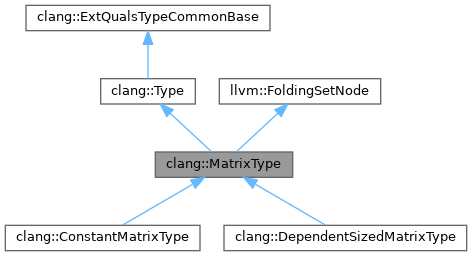 clang::ExtQualsTypeCommonBase
clang::Type
llvm::FoldingSetNode
clang::MatrixType
clang::ConstantMatrixType
clang::DependentSizedMatrixType